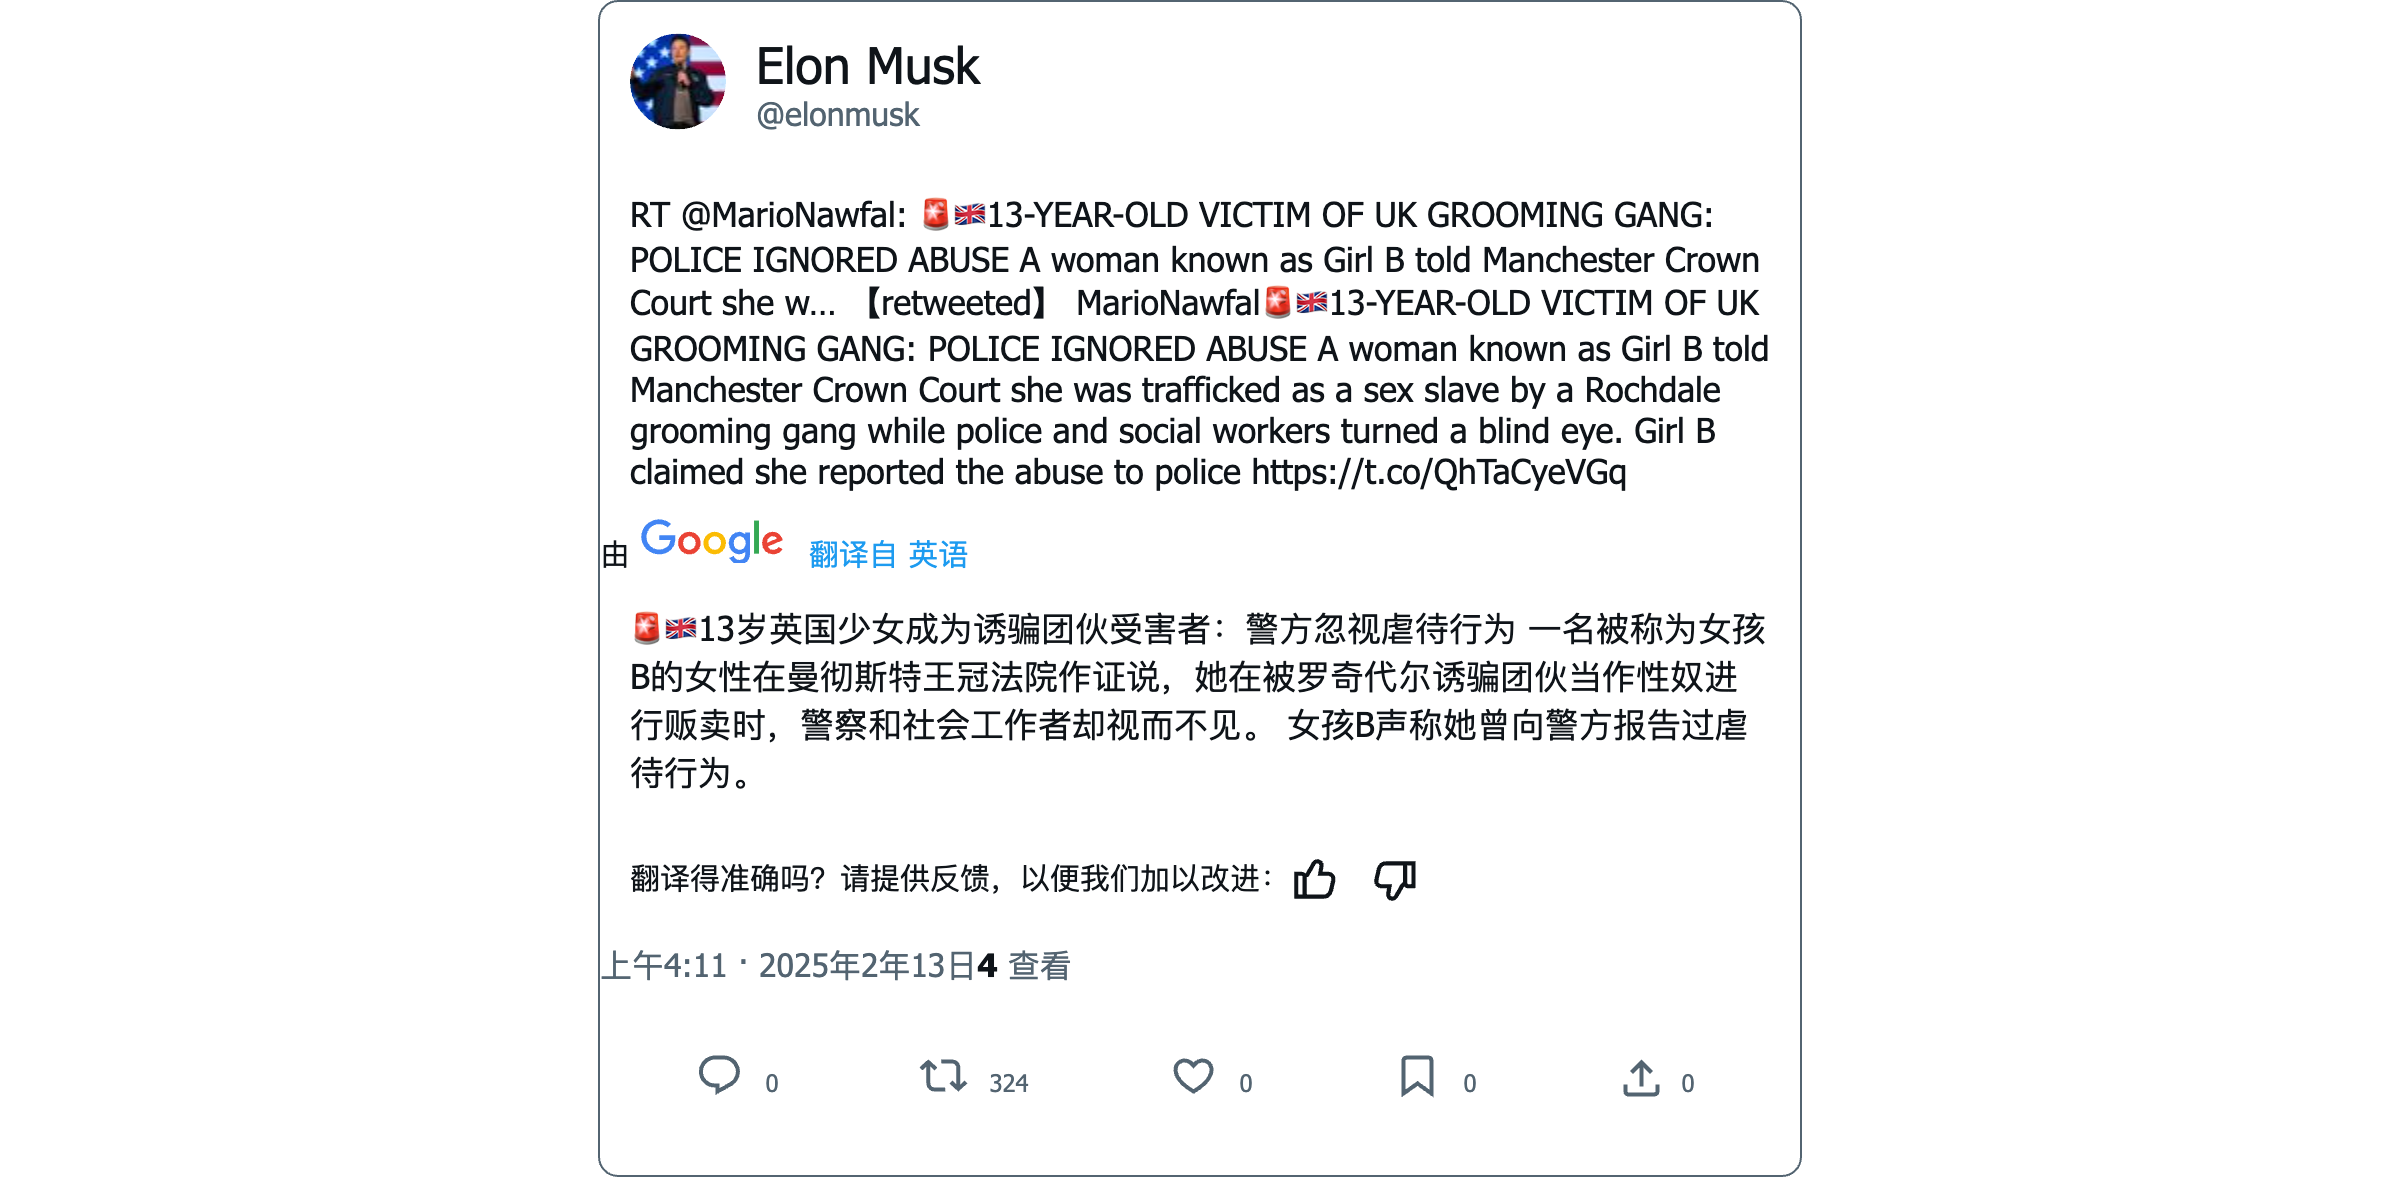 Elon Musk
@elonmusk
RT @MarioNawfal: 🚨🇬🇧13-YEAR-OLD VICTIM OF UK GROOMING GANG:
POLICE IGNORED ABUSE A woman known as Girl B told Manchester Crown
Court she w... 【retweeted】 MarioNawfal🚨🇬🇧13-YEAR-OLD VICTIM OF UK
GROOMING GANG: POLICE IGNORED ABUSE A woman known as Girl B told
Manchester Crown Court she was trafficked as a sex slave by a Rochdale
grooming gang while police and social workers turned a blind eye. Girl B
claimed she reported the abuse to police https://t.co/QhTaCyeVGq
由 Google 翻译自 英语
🚨🇬🇧13岁英国少女成为诱骗团伙受害者：警方忽视虐待行为 一名被称为女孩
B的女性在曼彻斯特王冠法院作证说，她在被罗奇代尔诱骗团伙当作性奴进
行贩卖时，警察和社会工作者却视而不见。 女孩B声称她曾向警方报告过虐
待行为。
翻译得准确吗？请提供反馈，以便我们加以改进：
上午4:11 · 2025年2年13日4 查看
0 324 0 0 0